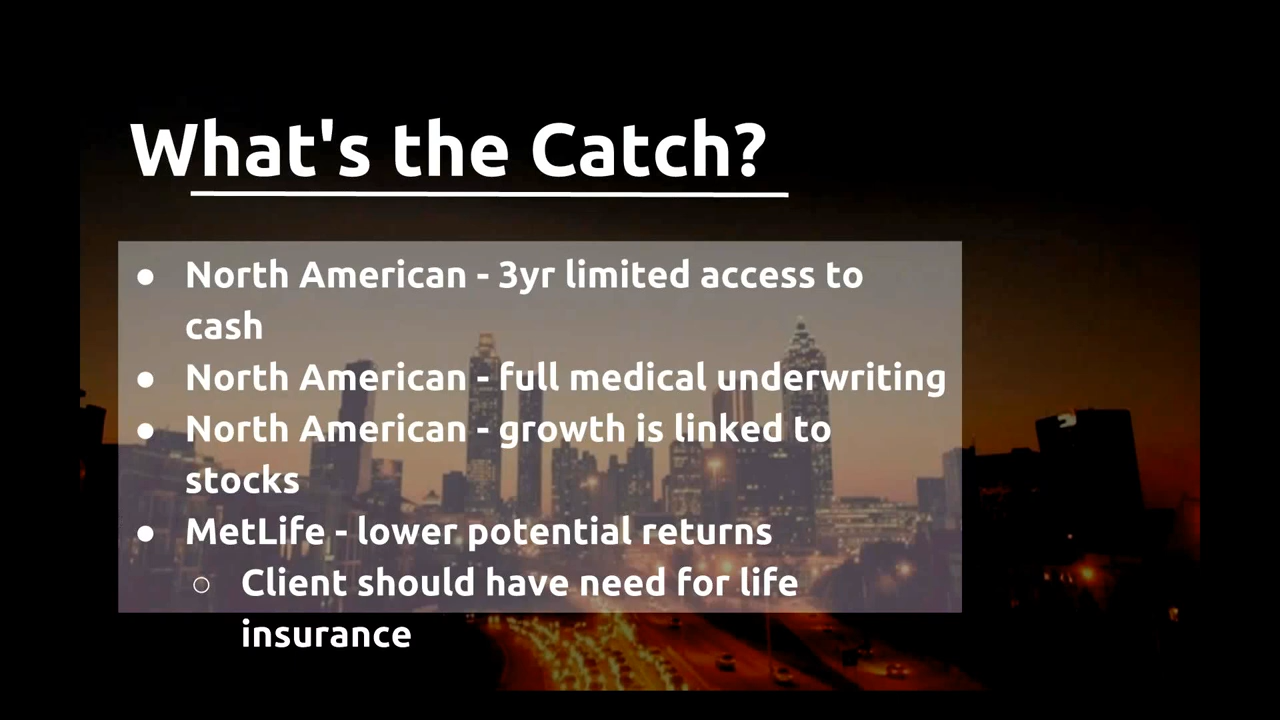 What's the Catch?
● North American - 3yr limited access to
cash
● North American - full medical underwriting
● North American - growth is linked to
stocks
● MetLife - lower potential returns
○ Client should have need for life
insurance